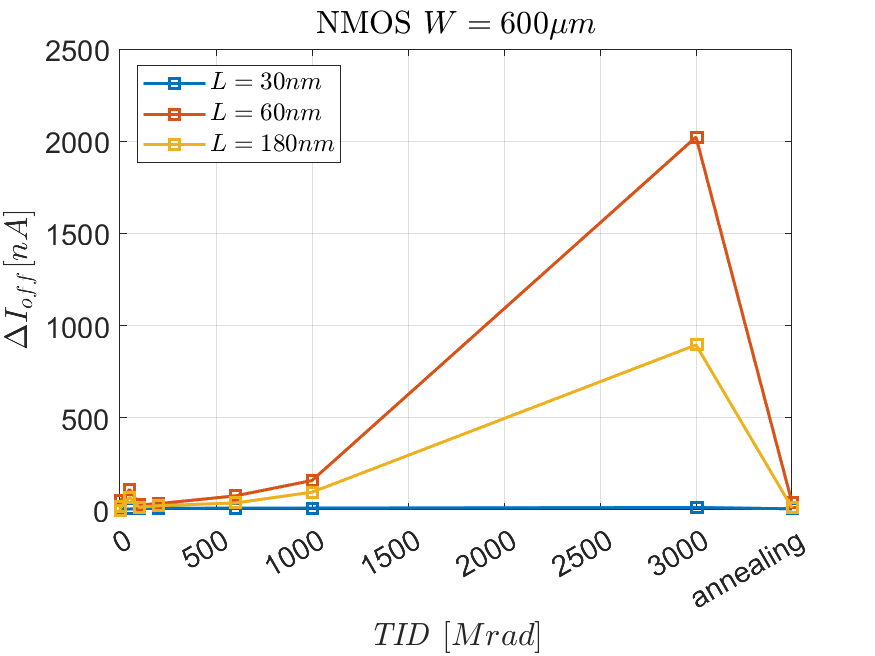 NMOS W = 600μm
2500
2000
1500
1000
500
0
L = 30nm
L = 60nm
L = 180nm
ΔI_off[nA]
0
500
1000
1500
2000
2500
3000
annealing
TID [Mrad]